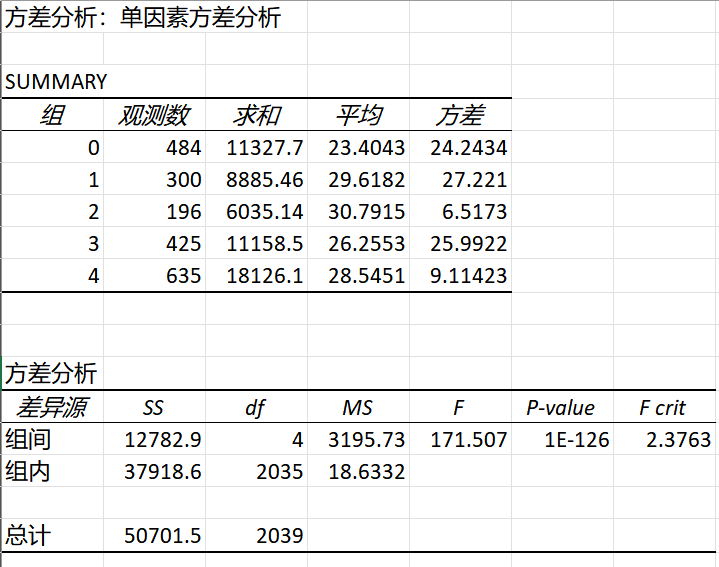 方差分析：单因素方差分析
SUMMARY
组 观测数 求和 平均 方差
0 484 11327.7 23.4043 24.2434
1 300 8885.46 29.6182 27.221
2 196 6035.14 30.7915 6.5173
3 425 11158.5 26.2553 25.9922
4 635 18126.1 28.5451 9.11423
方差分析
差异源 SS df MS F P-value F crit
组间 12782.9 4 3195.73 171.507 1E-126 2.3763
组内 37918.6 2035 18.6332
总计 50701.5 2039